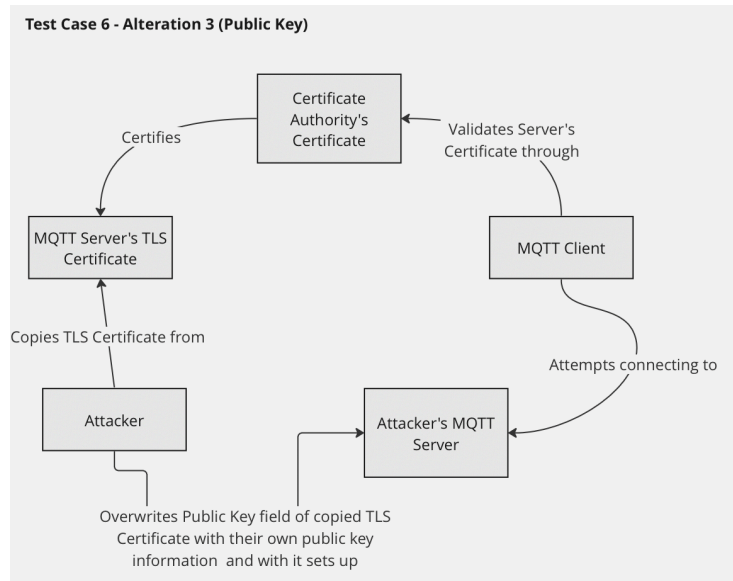 Test Case 6 - Alteration 3 (Public Key)
Certificate
Authority's
Certificate
Certifies
Validates Server's
Certificate through
MQTT Server's TLS
Certificate
MQTT Client
Copies TLS Certificate from
Attempts connecting to
Attacker
Attacker's MQTT
Server
Overwrites Public Key field of copied TLS
Certificate with their own public key
information and with it sets up